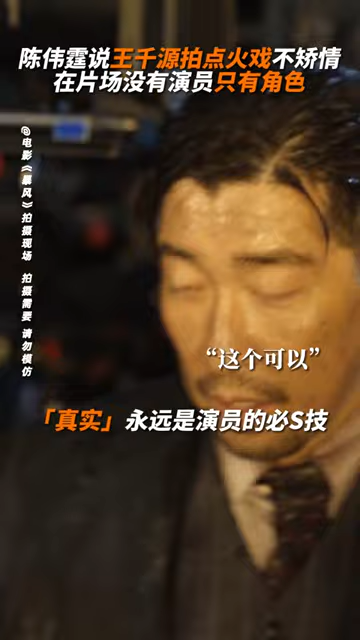 陈伟霆说王千源拍点火戏不矫情
在片场没有演员只有角色
@电影《暴风》拍摄现场 拍摄需要 请勿模仿
“这个可以”
「真实」永远是演员的必S技